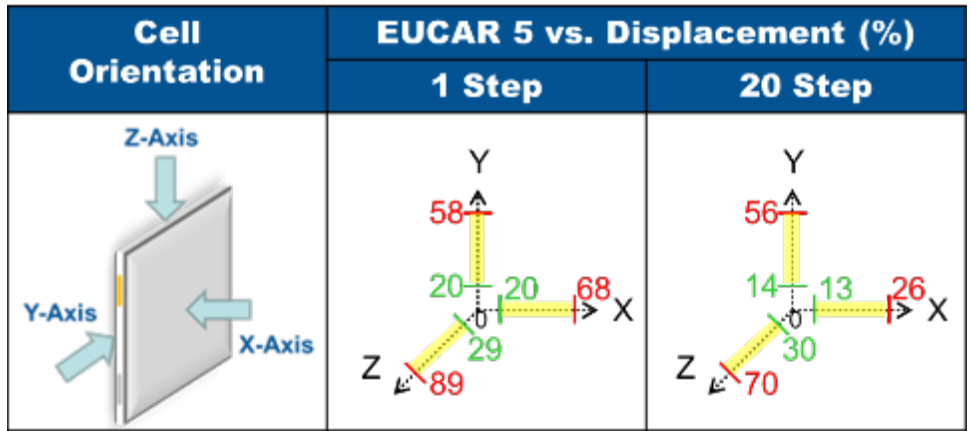 Cell
Orientation
EUCAR 5 vs. Displacement (%)
1 Step
20 Step
Z-Axis
Y-Axis
X-Axis
Y
58
20
20
68
X
0
29
Z
89
Y
56
14
13
26
X
0
30
Z
70